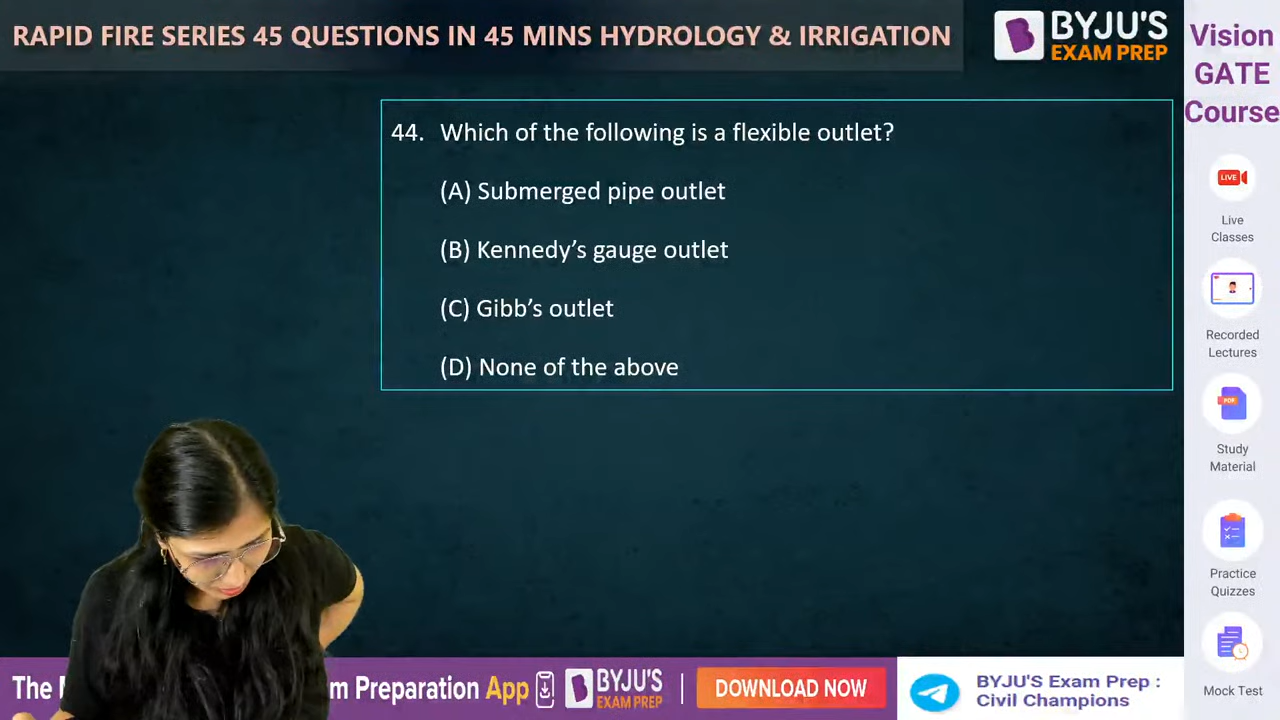 RAPID FIRE SERIES 45 QUESTIONS IN 45 MINS HYDROLOGY & IRRIGATION
BYJU'S
EXAM PREP
Vision
GATE
Course
44. Which of the following is a flexible outlet?
(A) Submerged pipe outlet
(B) Kennedy’s gauge outlet
(C) Gibb’s outlet
(D) None of the above
LIVE
Live
Classes
Recorded
Lectures
PDF
Study
Material
Practice
Quizzes
Mock Test
The
Preparation App
BYJU'S
EXAM PREP
DOWNLOAD NOW
BYJU'S Exam Prep :
Civil Champions